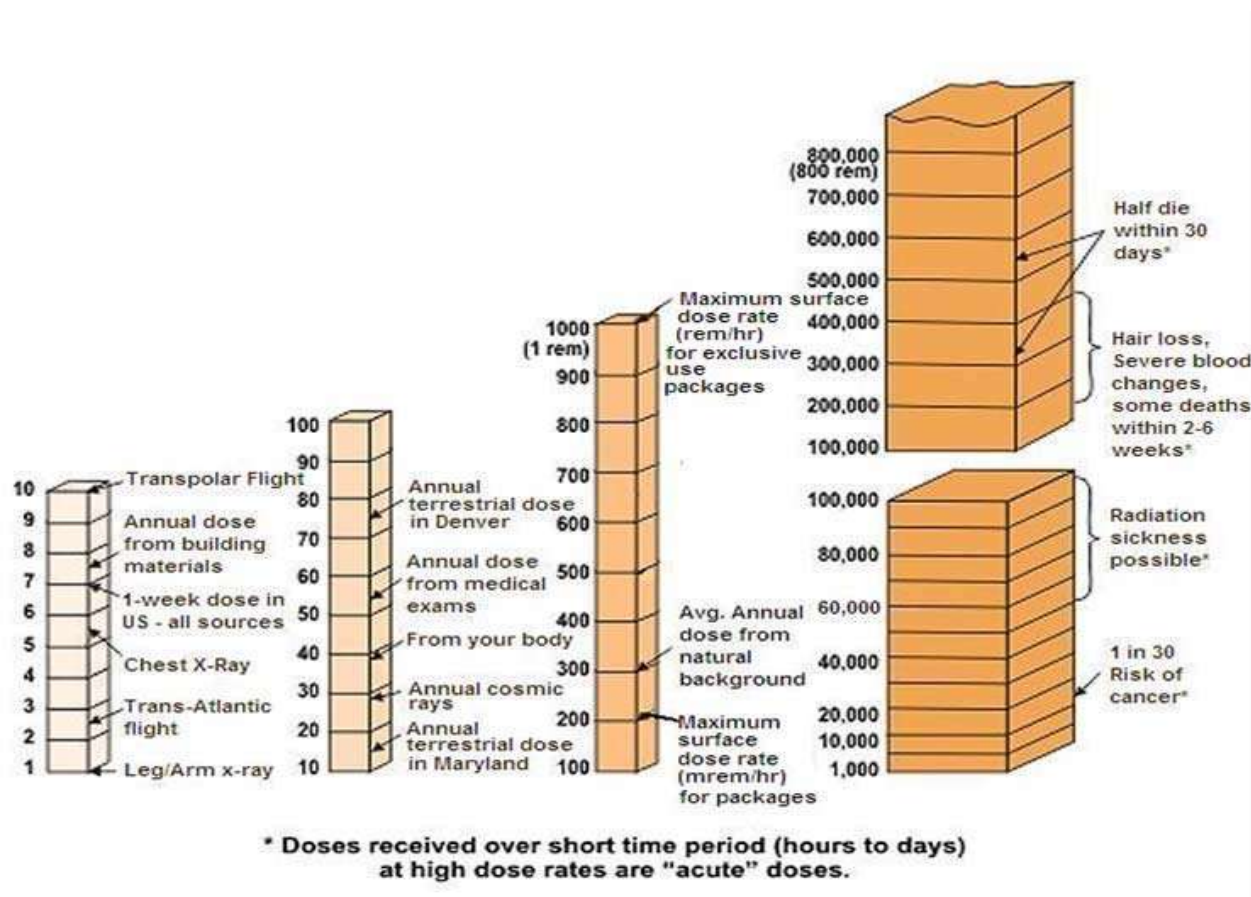 10
9
8
7
6
5
4
3
2
1
Transpolar Flight
Annual dose
from building
materials
1-week dose in
US - all sources
Chest X-Ray
Trans-Atlantic
flight
Leg/Arm x-ray
100
90
80
70
60
50
40
30
20
10
Annual
terrestrial dose
in Denver
Annual dose
from medical
exams
From your body
Annual cosmic
rays
Annual
terrestrial dose
in Maryland
1000
(1 rem)
900
800
700
600
500
400
300
200
100
Maximum surface
dose rate
(rem/hr)
for exclusive
use
packages
Avg. Annual
dose from
natural
background
Maximum
surface
dose rate
(mrem/hr)
for packages
800,000
(800 rem)
700,000
600,000
500,000
400,000
300,000
200,000
100,000
Half die
within 30
days*
Hair loss,
Severe blood
changes,
some deaths
within 2-6
weeks*
100,000
80,000
60,000
40,000
20,000
10,000
1,000
Radiation
sickness
possible*
1 in 30
Risk of
cancer*
* Doses received over short time period (hours to days)
at high dose rates are “acute” doses.